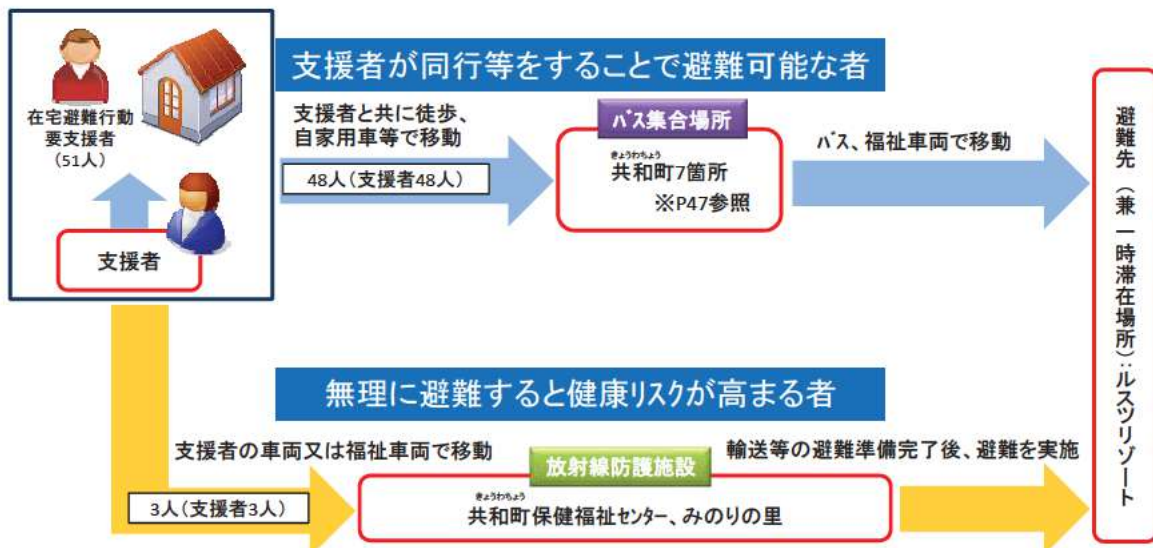 在宅避難行動
要支援者
(51人)
支援者
支援者が同行等をすることで避難可能な者
支援者と共に徒歩、
自家用車等で移動
48人(支援者48人)
バス集合場所
きょうわちょう
共和町7箇所
※P47参照
バス、福祉車両で移動
無理に避難すると健康リスクが高まる者
支援者の車両又は福祉車両で移動
3人(支援者3人)
放射線防護施設
きょうわちょう
共和町保健福祉センター、みのりの里
輸送等の避難準備完了後、避難を実施
避難先(兼一時滞在場所):ルスツリゾート